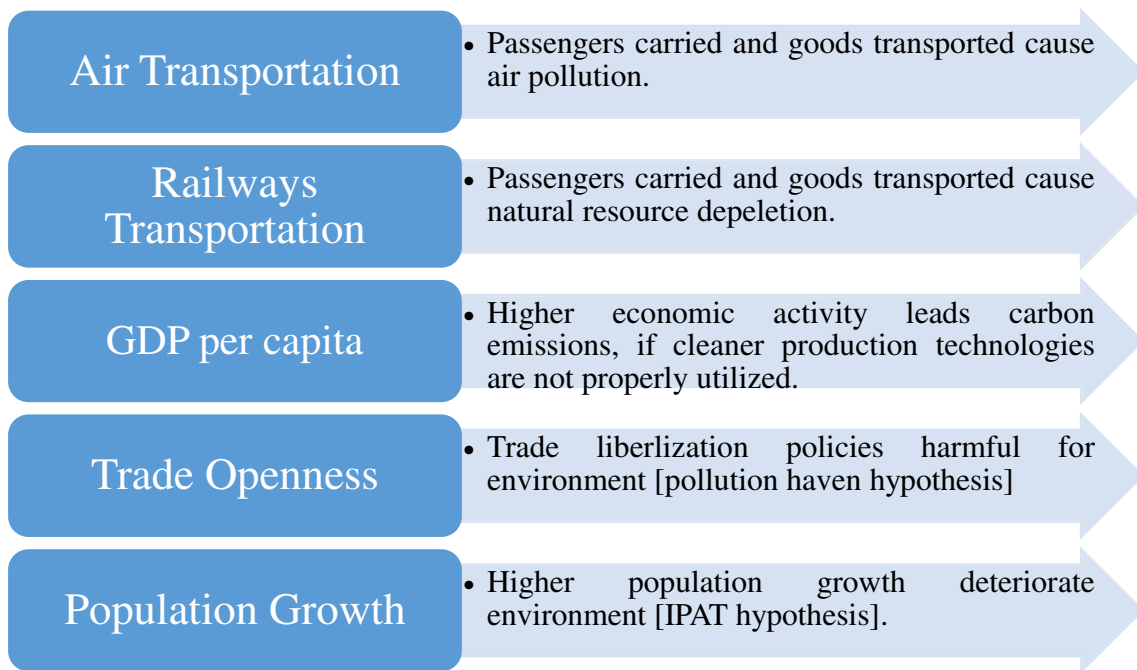 Air Transportation
• Passengers carried and goods transported cause
air pollution.
Railways
Transportation
• Passengers carried and goods transported cause
natural resource depeletion.
GDP per capita
• Higher economic activity leads carbon
emissions, if cleaner production technologies
are not properly utilized.
Trade Openness
• Trade liberlization policies harmful for
environment [pollution haven hypothesis]
Population Growth
• Higher population growth deteriorate
environment [IPAT hypothesis].